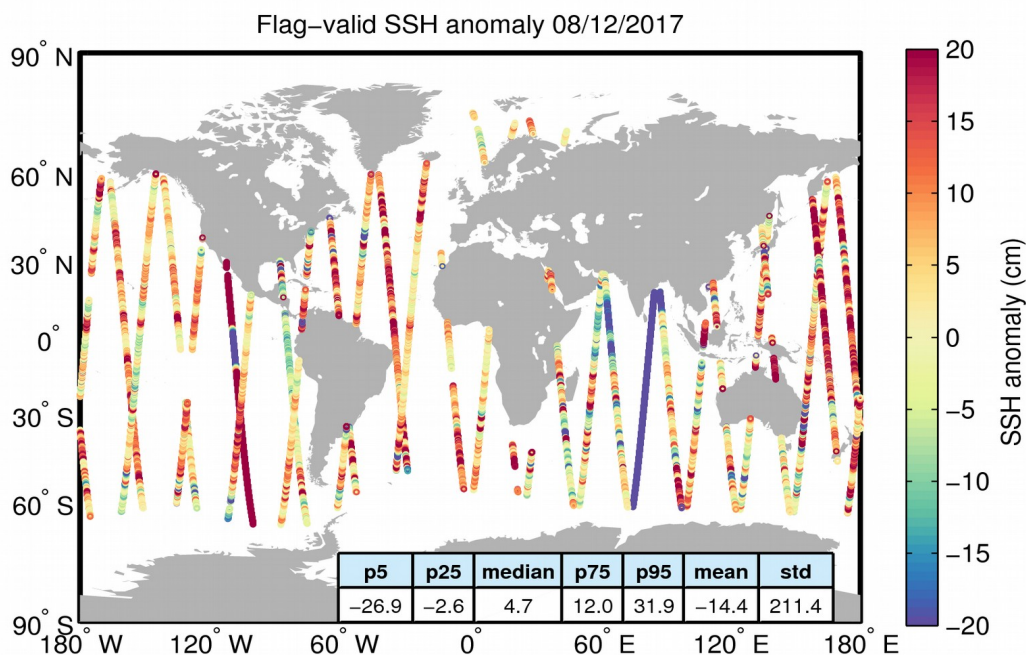 Flag−valid SSH anomaly 08/12/2017
90° N
60° N
30° N
0°
30° S
60° S
90° S
180° W 120° W 60° W 0° 60° E 120° E 180° E
p5 p25 median p75 p95 mean std
−26.9 −2.6 4.7 12.0 31.9 −14.4 211.4
20
15
10
5
0
−5
−10
−15
−20
SSH anomaly (cm)